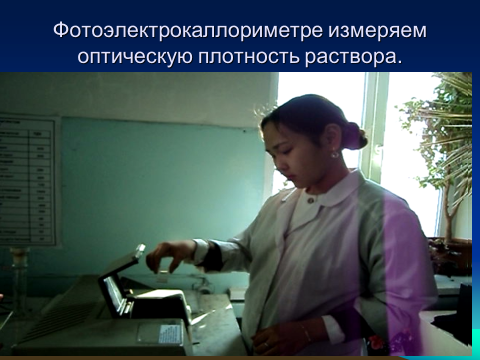 Фотоэлектрокаллориметре измеряем
оптическую плотность раствора.